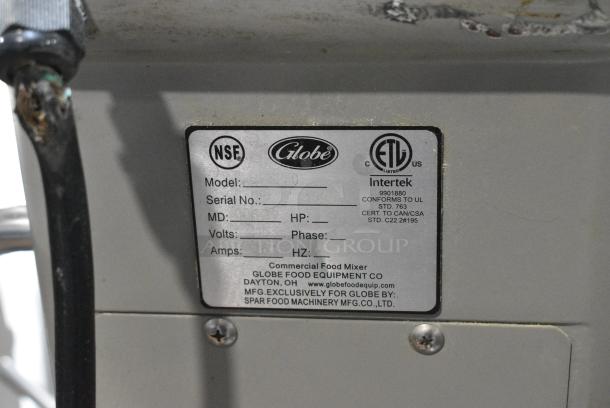 NSF
Globe
C ETL US
LISTED
Intertek
9901880
CONFORMS TO UL
STD. 763
CERT. TO CAN/CSA
STD. C22.2#195
Model:
Serial No.:
MD: HP:
Volts: Phase:
Amps: HZ:
AUCTION GROUP
Commercial Food Mixer
GLOBE FOOD EQUIPMENT CO
DAYTON, OH www.globefoodequip.com
MFG.EXCLUSIVELY FOR GLOBE BY:
SPAR FOOD MACHINERY MFG.CO.,LTD.